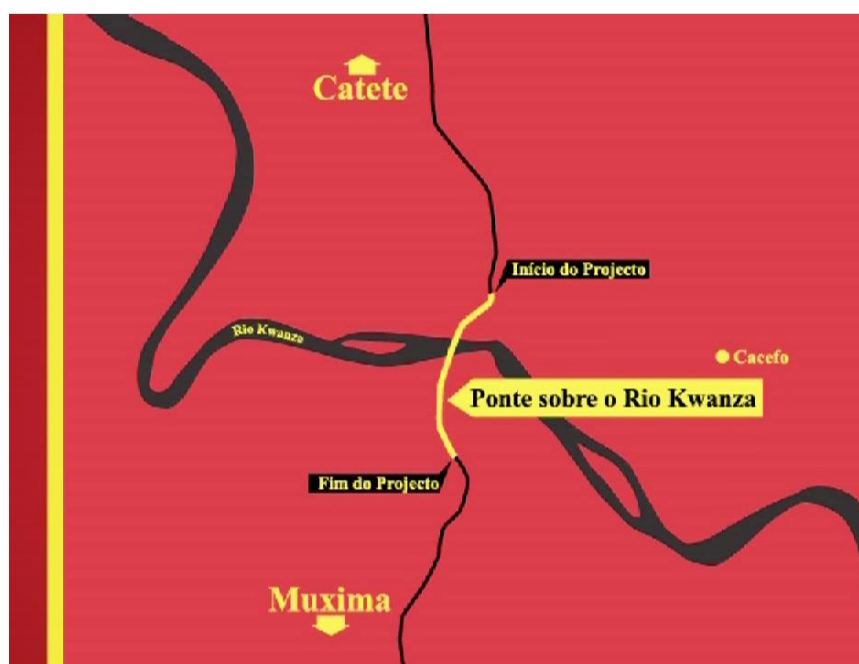 Catete
Início do Projecto
Rio Kwanza
Cacefo
Ponte sobre o Rio Kwanza
Fim do Projecto
Muxima